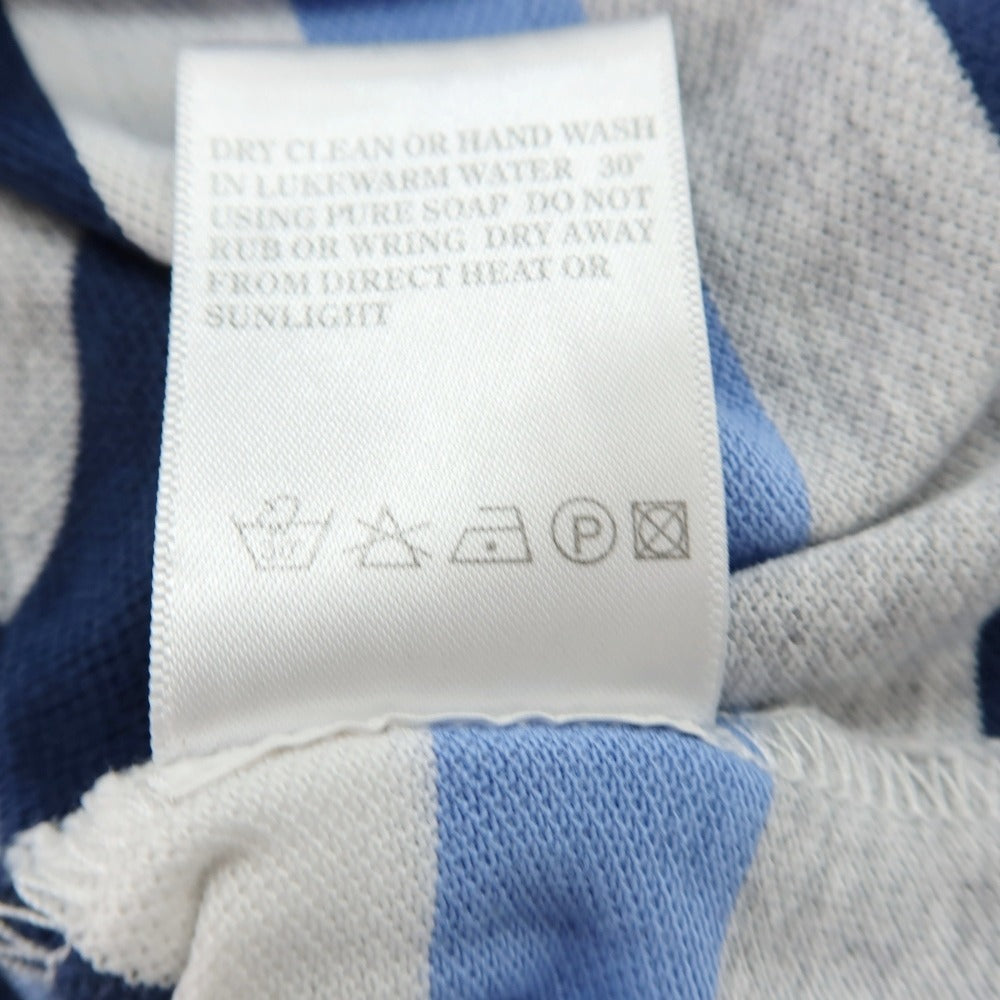 DRY CLEAN OR HAND WASH
IN LUKEWARM WATER 30°
USING PURE SOAP DO NOT
RUB OR WRING DRY AWAY
FROM DIRECT HEAT OR
SUNLIGHT
30°
P